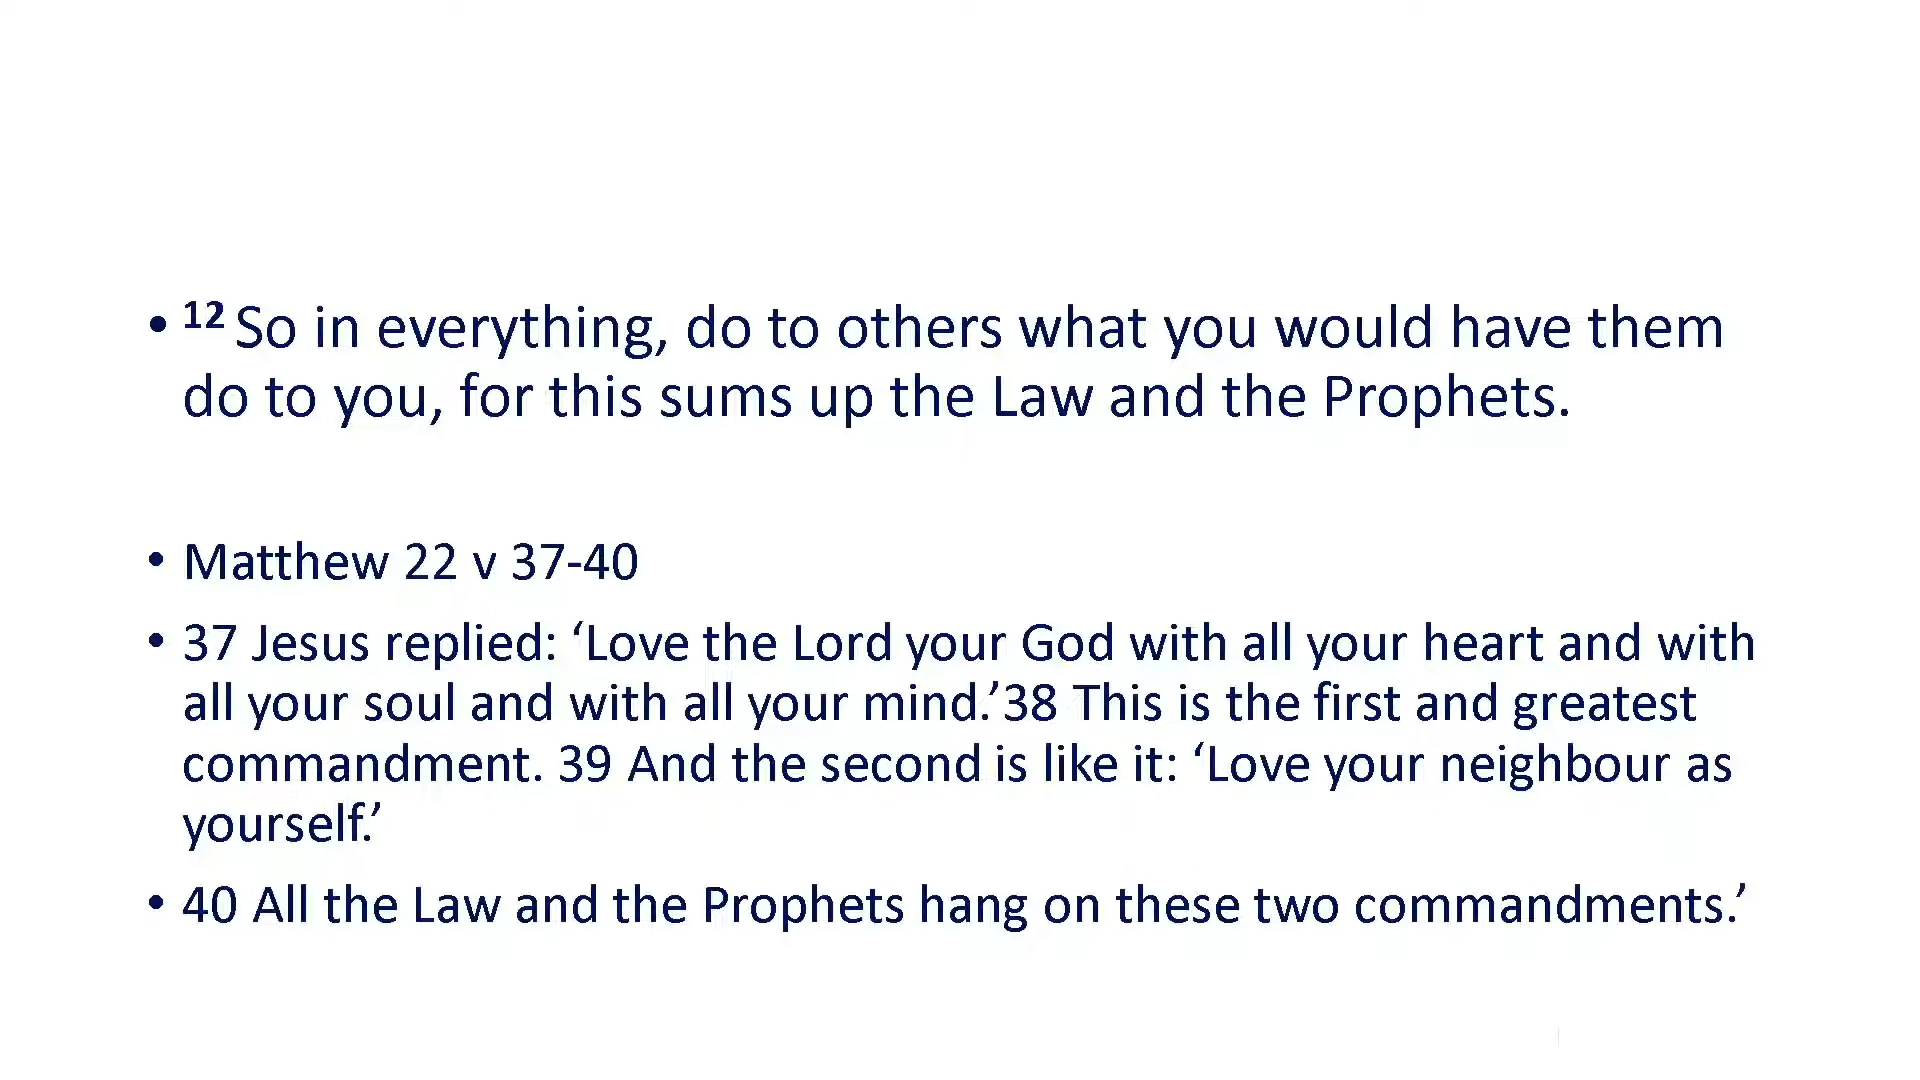 • 12 So in everything, do to others what you would have them
do to you, for this sums up the Law and the Prophets.
• Matthew 22 v 37-40
• 37 Jesus replied: ‘Love the Lord your God with all your heart and with
all your soul and with all your mind.’38 This is the first and greatest
commandment. 39 And the second is like it: ‘Love your neighbour as
yourself.’
• 40 All the Law and the Prophets hang on these two commandments.’